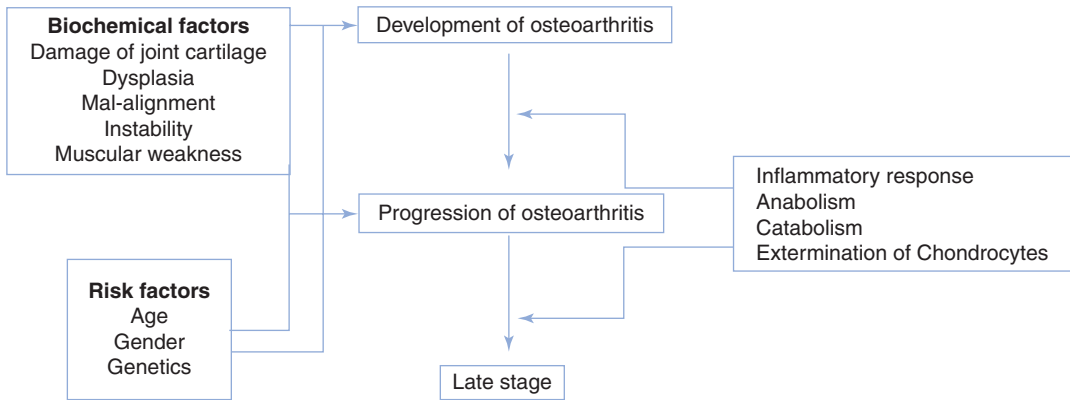 Biochemical factors
Damage of joint cartilage
Dysplasia
Mal-alignment
Instability
Muscular weakness
Development of osteoarthritis
Inflammatory response
Anabolism
Catabolism
Extermination of Chondrocytes
Progression of osteoarthritis
Risk factors
Age
Gender
Genetics
Late stage